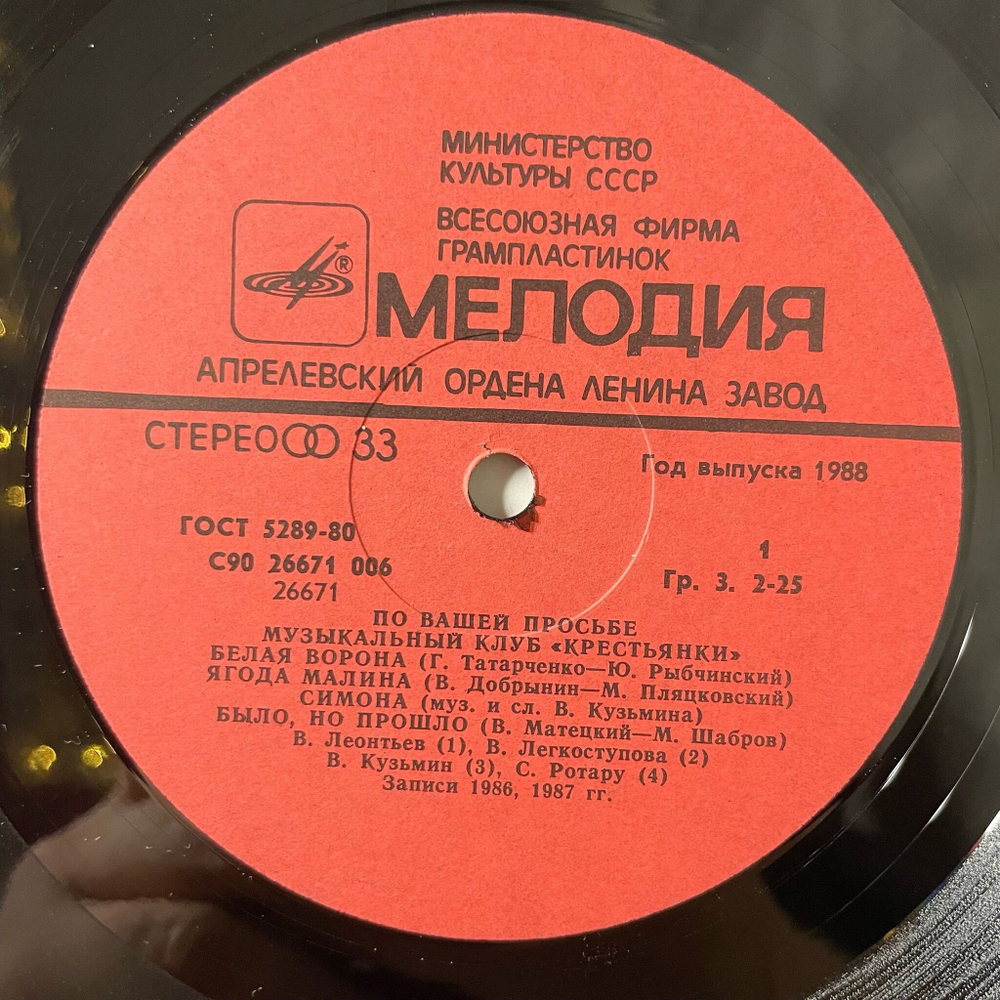 МИНИСТЕРСТВО
КУЛЬТУРЫ СССР
ВСЕСОЮЗНАЯ ФИРМА
ГРАМПЛАСТИНОК
®
МЕЛОДИЯ
АПРЕЛЕВСКИЙ ОРДЕНА ЛЕНИНА ЗАВОД
СТЕРЕО 33
Год выпуска 1988
ГОСТ 5289-80
С90 26671 006
26671
1
Гр. 3. 2-25
ПО ВАШЕЙ ПРОСЬБЕ
МУЗЫКАЛЬНЫЙ КЛУБ «КРЕСТЬЯНКИ»
БЕЛАЯ ВОРОНА (Г. Татарченко—Ю. Рыбчинский)
ЯГОДА МАЛИНА (В. Добрынин—М. Пляцковский)
СИМОНА (муз. и сл. В. Кузьмина)
БЫЛО, НО ПРОШЛО (В. Матецкий—М. Шабров)
В. Леонтьев (1), В. Легкоступова (2)
В. Кузьмин (3), С. Ротару (4)
Записи 1986, 1987 гг.